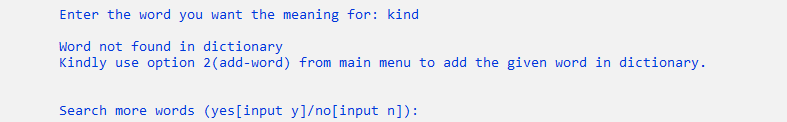 Enter the word you want the meaning for: kind
Word not found in dictionary
Kindly use option 2(add-word) from main menu to add the given word in dictionary.
Search more words (yes[input y]/no[input n]):